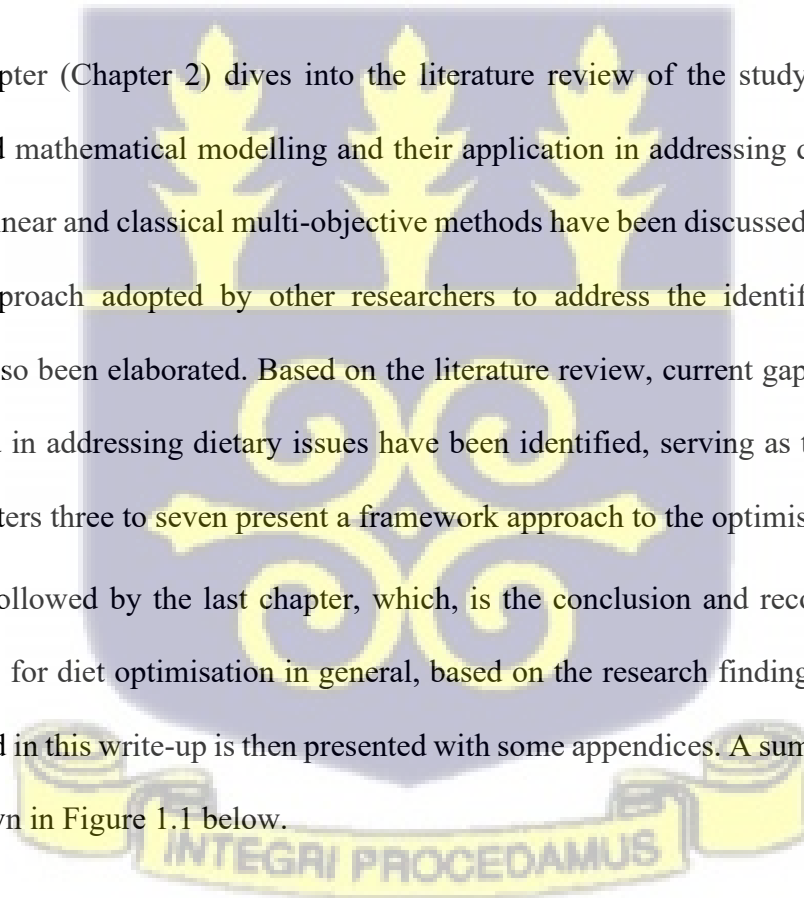 pter (Chapter 2) dives into the literature review of the study
d mathematical modelling and their application in addressing
near and classical multi-objective methods have been discussed
proach adopted by other researchers to address the identif
so been elaborated. Based on the literature review, current gap
in addressing dietary issues have been identified, serving as t
ters three to seven present a framework approach to the optimis
ollowed by the last chapter, which, is the conclusion and reco
for diet optimisation in general, based on the research finding
d in this write-up is then presented with some appendices. A sum
n in Figure 1.1 below.
INTEGRI PROCEDAMUS